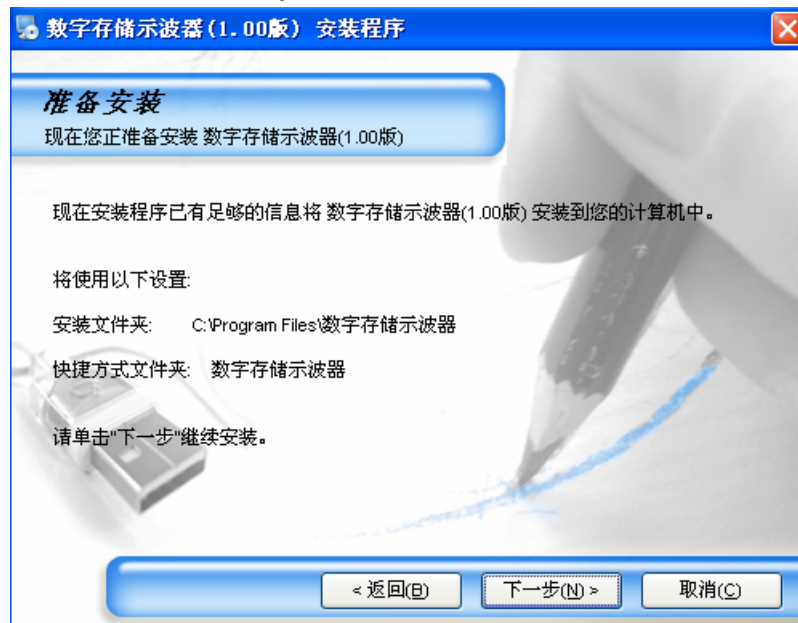 数字存储示波器(1.00版) 安装程序
准备安装
现在您正准备安装 数字存储示波器(1.00版)
现在安装程序已有足够的信息将 数字存储示波器(1.00版) 安装到您的计算机中。
将使用以下设置:
安装文件夹: C:\Program Files\数字存储示波器
快捷方式文件夹: 数字存储示波器
请单击"下一步"继续安装。
< 返回(B) 下一步(N) > 取消(C)